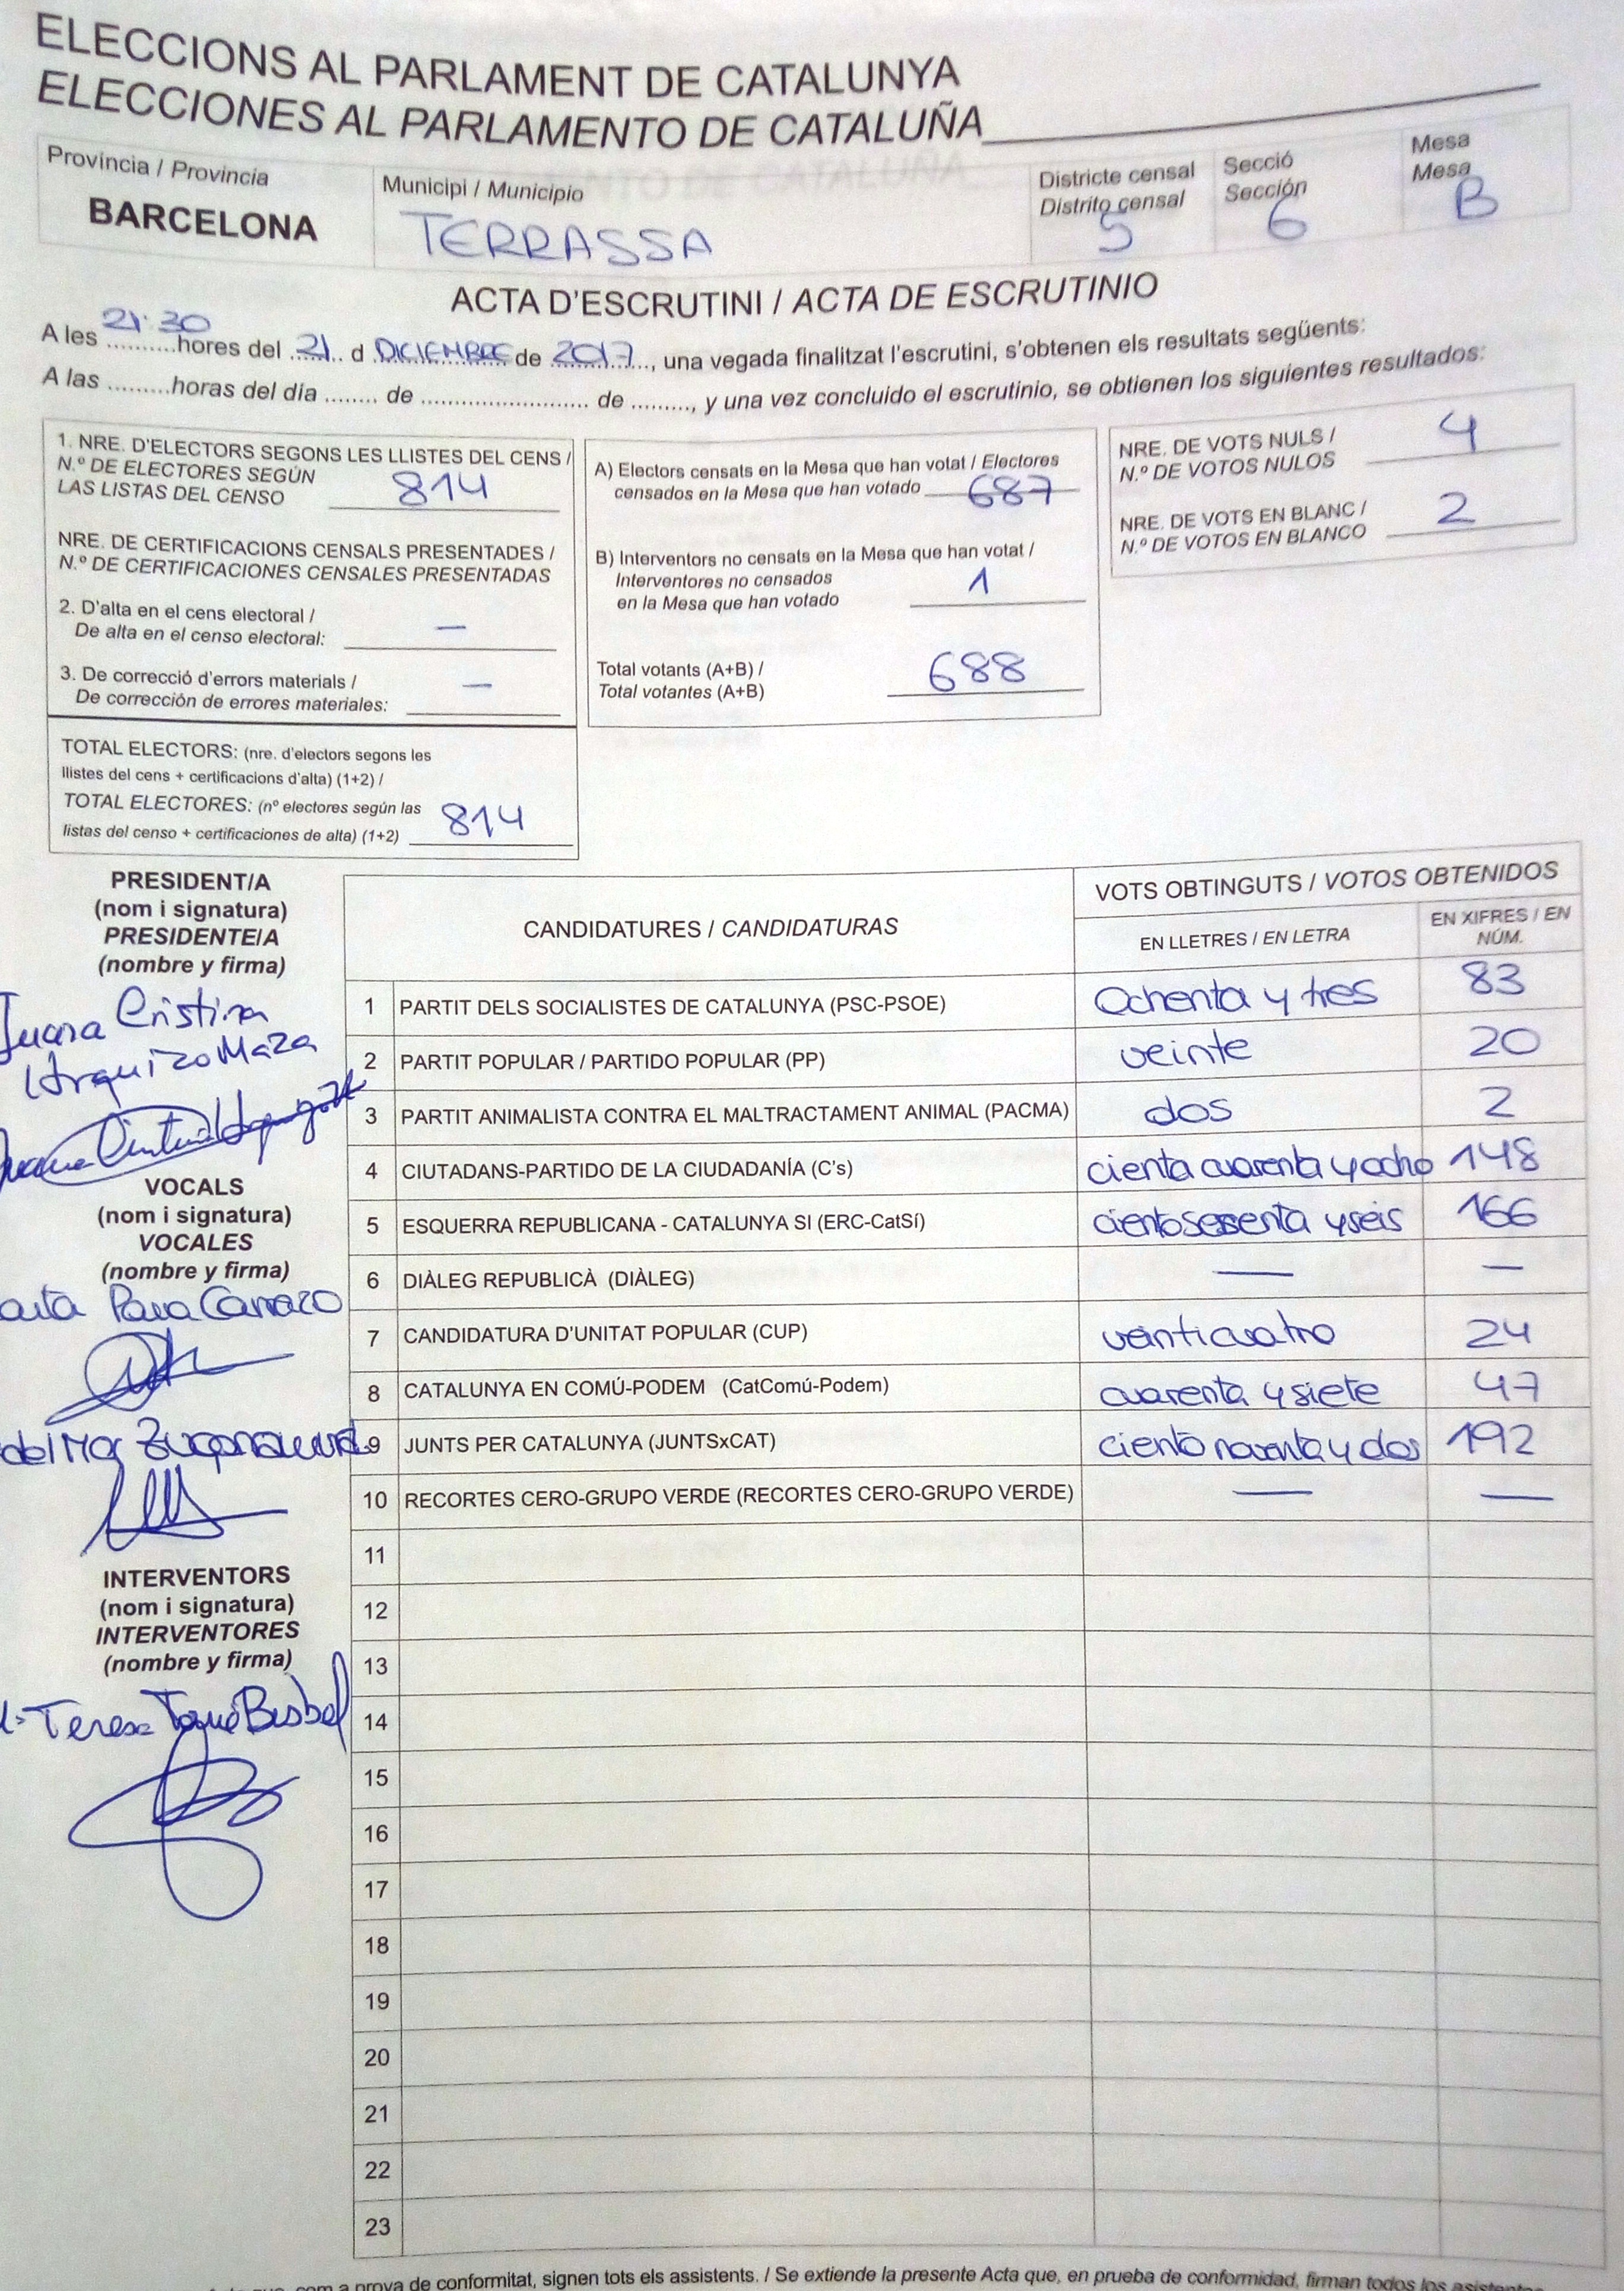 ELECCIONS AL PARLAMENT DE CATALUNYA
ELECCIONES AL PARLAMENTO DE CATALUÑA
Província / Provincia
BARCELONA
Municipi / Municipio
TERRASSA
Districte censal
Distrito censal
5
Secció
Sección
6
Mesa
Mesa
B
ACTA D'ESCRUTINI / ACTA DE ESCRUTINIO
A les 21:30 hores del 21 d DICIEMBRE de 2017, una vegada finalitzat l'escrutini, s'obtenen els resultats següents:
A las .........horas del día ........ de ............................ de ........., y una vez concluido el escrutinio, se obtienen los siguientes resultados:
1. NRE. D'ELECTORS SEGONS LES LLISTES DEL CENS /
N.º DE ELECTORES SEGÚN
LAS LISTAS DEL CENSO 814
NRE. DE CERTIFICACIONS CENSALS PRESENTADES /
N.º DE CERTIFICACIONES CENSALES PRESENTADAS
2. D'alta en el cens electoral /
De alta en el censo electoral: —
3. De correcció d'errors materials /
De corrección de errores materiales: —
TOTAL ELECTORS: (nre. d'electors segons les
llistes del cens + certificacions d'alta) (1+2) /
TOTAL ELECTORES: (nº electores según las
listas del censo + certificaciones de alta) (1+2) 814
A) Electors censats en la Mesa que han votat / Electores
censados en la Mesa que han votado 687
B) Interventors no censats en la Mesa que han votat /
Interventores no censados
en la Mesa que han votado 1
Total votants (A+B) /
Total votantes (A+B) 688
NRE. DE VOTS NULS /
N.º DE VOTOS NULOS 4
NRE. DE VOTS EN BLANC /
N.º DE VOTOS EN BLANCO 2
PRESIDENT/A
(nom i signatura)
PRESIDENTE/A
(nombre y firma)
Juana Cristina
Urquizo Maza
VOCALS
(nom i signatura)
VOCALES
(nombre y firma)
del Mar
INTERVENTORS
(nom i signatura)
INTERVENTORES
(nombre y firma)
Teresa
CANDIDATURES / CANDIDATURAS
VOTS OBTINGUTS / VOTOS OBTENIDOS
EN LLETRES / EN LETRA
EN XIFRES / EN
NÚM.
1 PARTIT DELS SOCIALISTES DE CATALUNYA (PSC-PSOE) Ochenta y tres 83
2 PARTIT POPULAR / PARTIDO POPULAR (PP) veinte 20
3 PARTIT ANIMALISTA CONTRA EL MALTRACTAMENT ANIMAL (PACMA) dos 2
4 CIUTADANS-PARTIDO DE LA CIUDADANÍA (C's) cienta cuarenta y ocho 148
5 ESQUERRA REPUBLICANA - CATALUNYA SI (ERC-CatSí) ciento sesenta y seis 166
6 DIÀLEG REPUBLICÀ (DIÀLEG) — —
7 CANDIDATURA D'UNITAT POPULAR (CUP) veinticuatro 24
8 CATALUNYA EN COMÚ-PODEM (CatComú-Podem) cuarenta y siete 47
9 JUNTS PER CATALUNYA (JUNTSxCAT) ciento noventa y dos 192
10 RECORTES CERO-GRUPO VERDE (RECORTES CERO-GRUPO VERDE) — —
11
12
13
14
15
16
17
18
19
20
21
22
23
com a prova de conformitat, signen tots els assistents. / Se extiende la presente Acta que, en prueba de conformidad, firman todos los